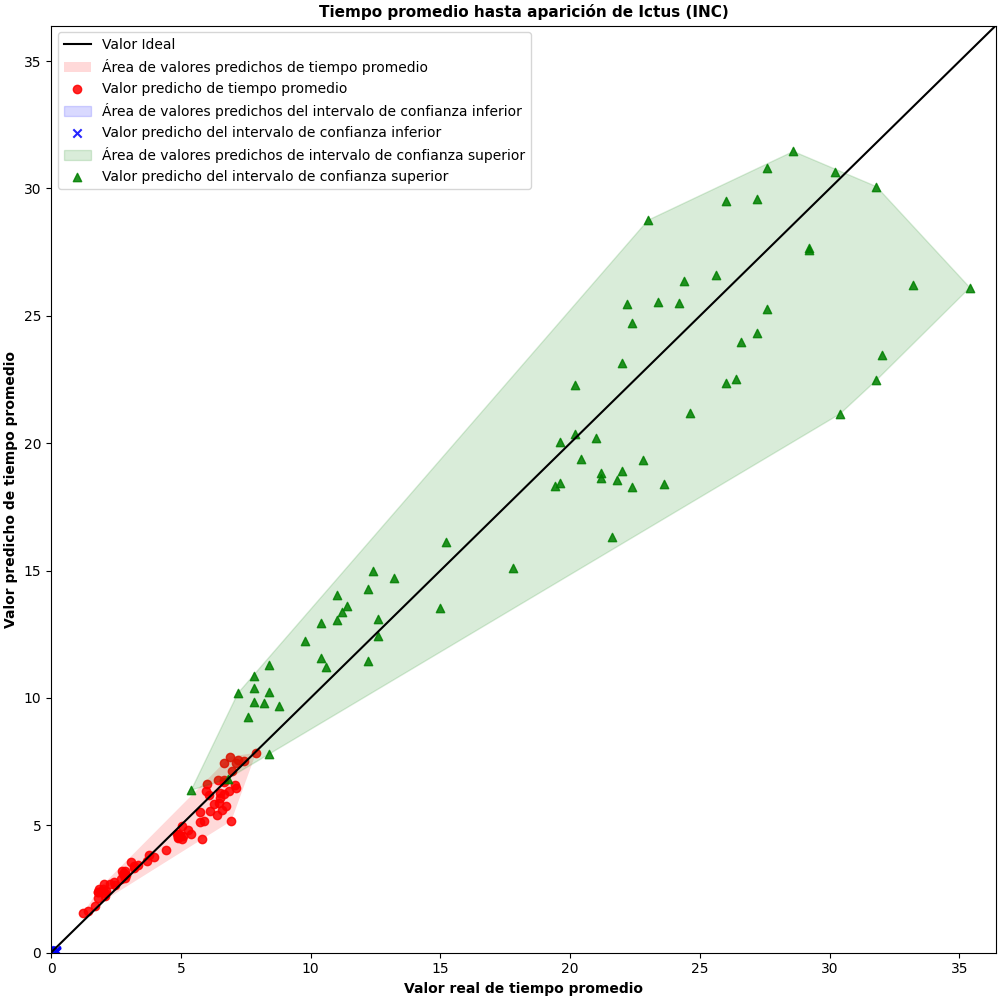 Tiempo promedio hasta aparición de Ictus (INC)
Valor Ideal
Área de valores predichos de tiempo promedio
Valor predicho de tiempo promedio
Área de valores predichos del intervalo de confianza inferior
Valor predicho del intervalo de confianza inferior
Área de valores predichos de intervalo de confianza superior
Valor predicho del intervalo de confianza superior
Valor predicho de tiempo promedio
35
30
25
20
15
10
5
0
0 5 10 15 20 25 30 35
Valor real de tiempo promedio